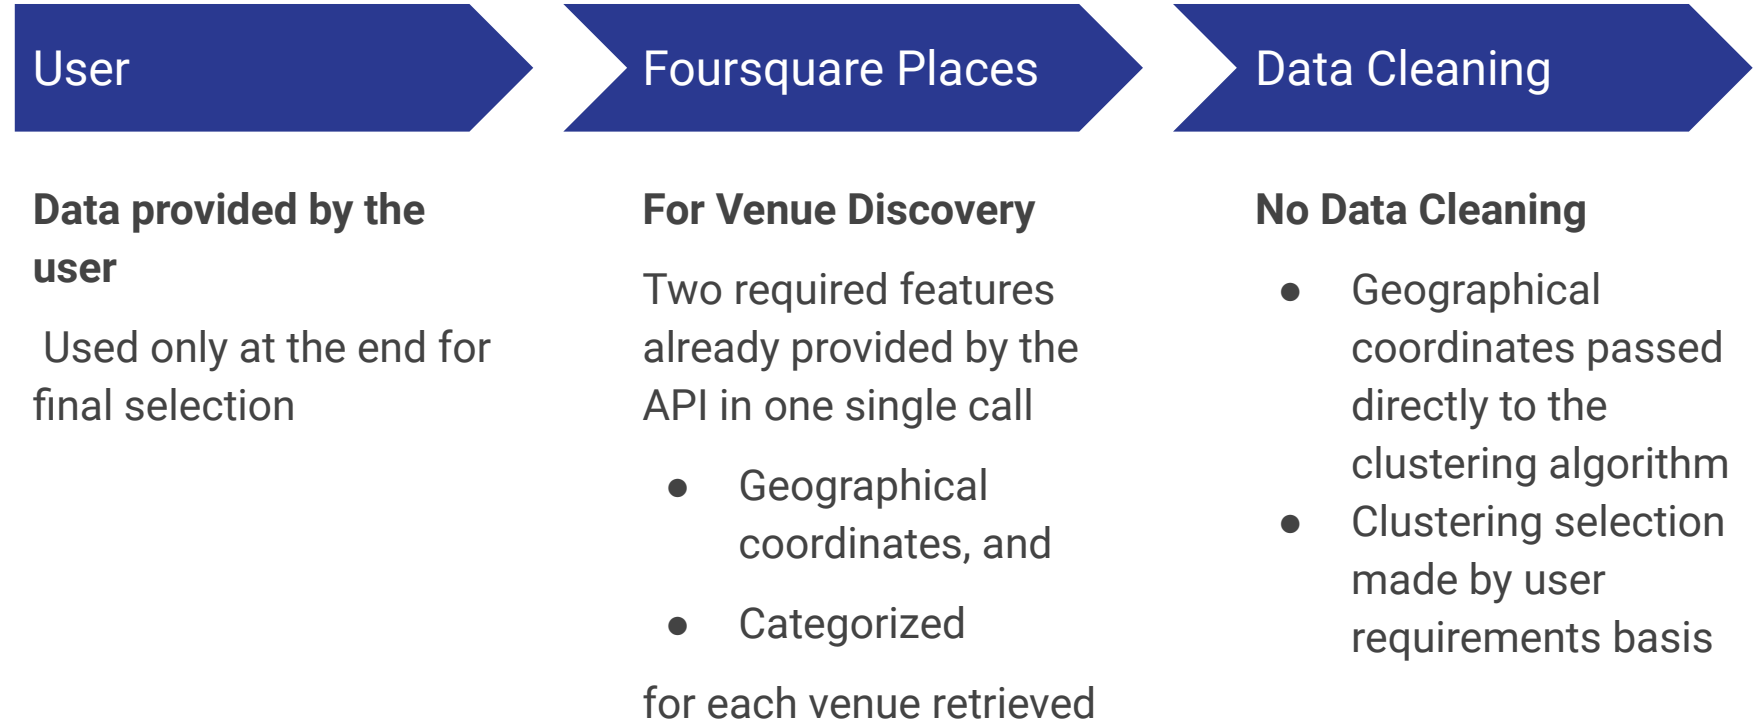 User
Data provided by the
user
Used only at the end for
final selection
Foursquare Places
For Venue Discovery
Two required features
already provided by the
API in one single call
● Geographical
coordinates, and
● Categorized
for each venue retrieved
Data Cleaning
No Data Cleaning
● Geographical
coordinates passed
directly to the
clustering algorithm
● Clustering selection
made by user
requirements basis